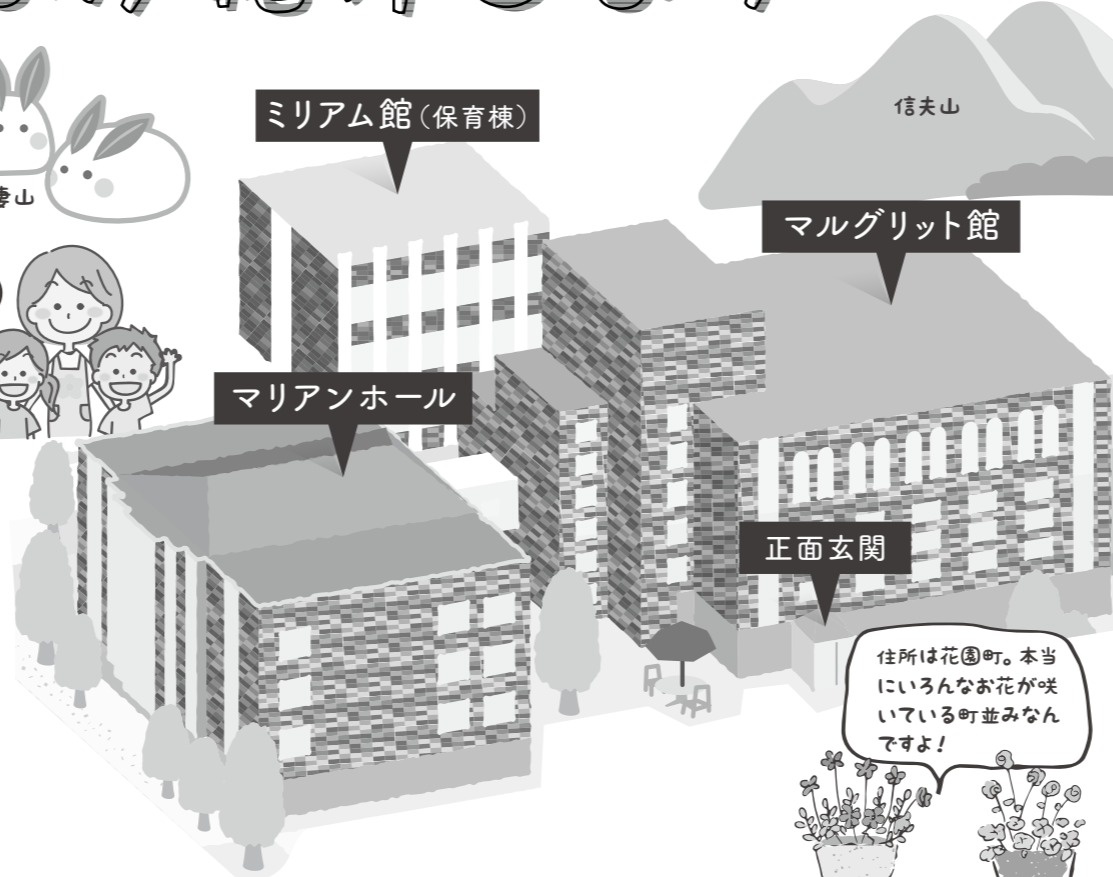 信夫山
ミリアム館(保育棟)
マルグリット館
マリアンホール
正面玄関
住所は花園町。本当
にいろんなお花が咲
いている町並みなん
ですよ!